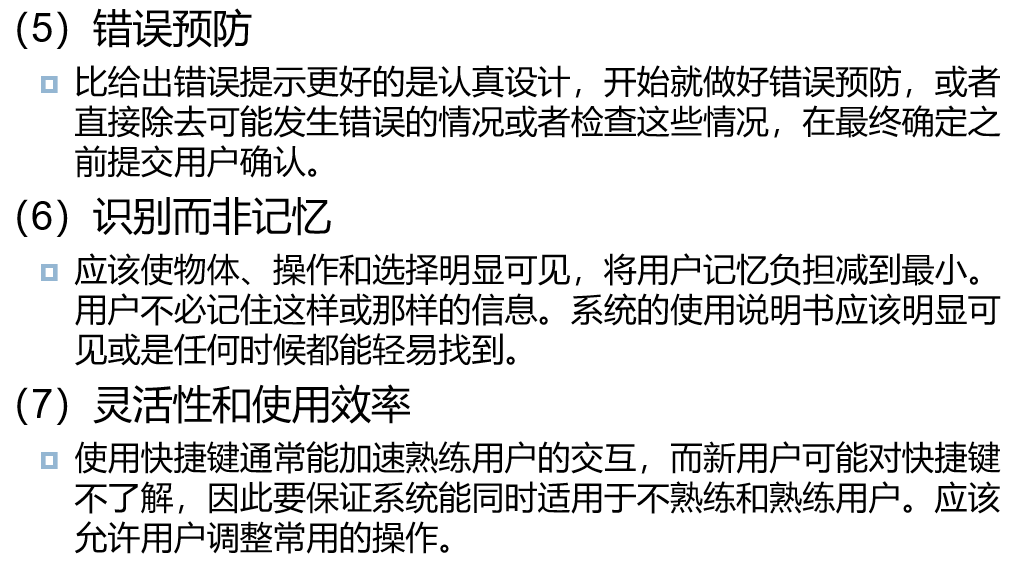 （5）错误预防
比给出错误提示更好的是认真设计，开始就做好错误预防，或者
直接除去可能发生错误的情况或者检查这些情况，在最终确定之
前提交用户确认。
（6）识别而非记忆
应该使物体、操作和选择明显可见，将用户记忆负担减到最小。
用户不必记住这样或那样的信息。系统的使用说明书应该明显可
见或是任何时候都能轻易找到。
（7）灵活性和使用效率
使用快捷键通常能加速熟练用户的交互，而新用户可能对快捷键
不了解，因此要保证系统能同时适用于不熟练和熟练用户。应该
允许用户调整常用的操作。